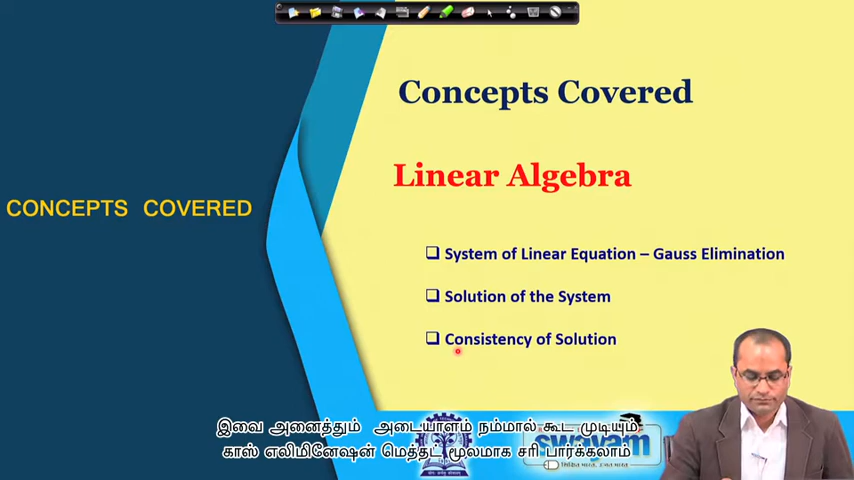 Concepts Covered
Linear Algebra
CONCEPTS COVERED
System of Linear Equation – Gauss Elimination
Solution of the System
Consistency of Solution
இவை அனைத்தும் அடையாளம் நம்மால் கூட முடியும்
காஸ் எலிமினேஷன் மெத்தட் மூலமாக சரி பார்க்கலாம்
swayam